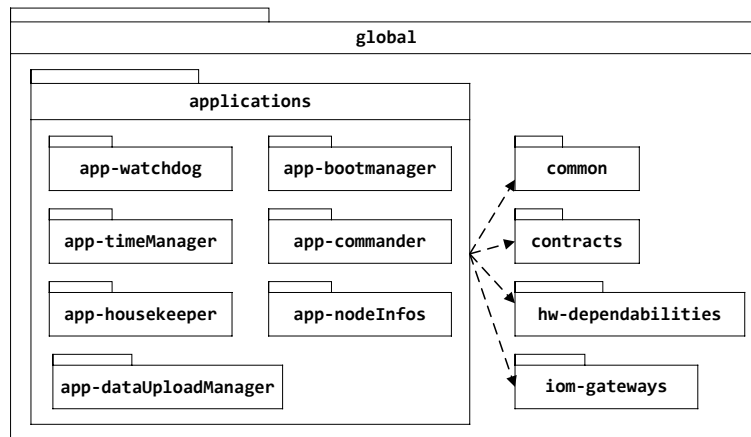 global
applications
app-watchdog
app-bootmanager
common
app-timeManager
app-commander
contracts
app-housekeeper
app-nodeInfos
hw-dependabilities
app-dataUploadManager
iom-gateways